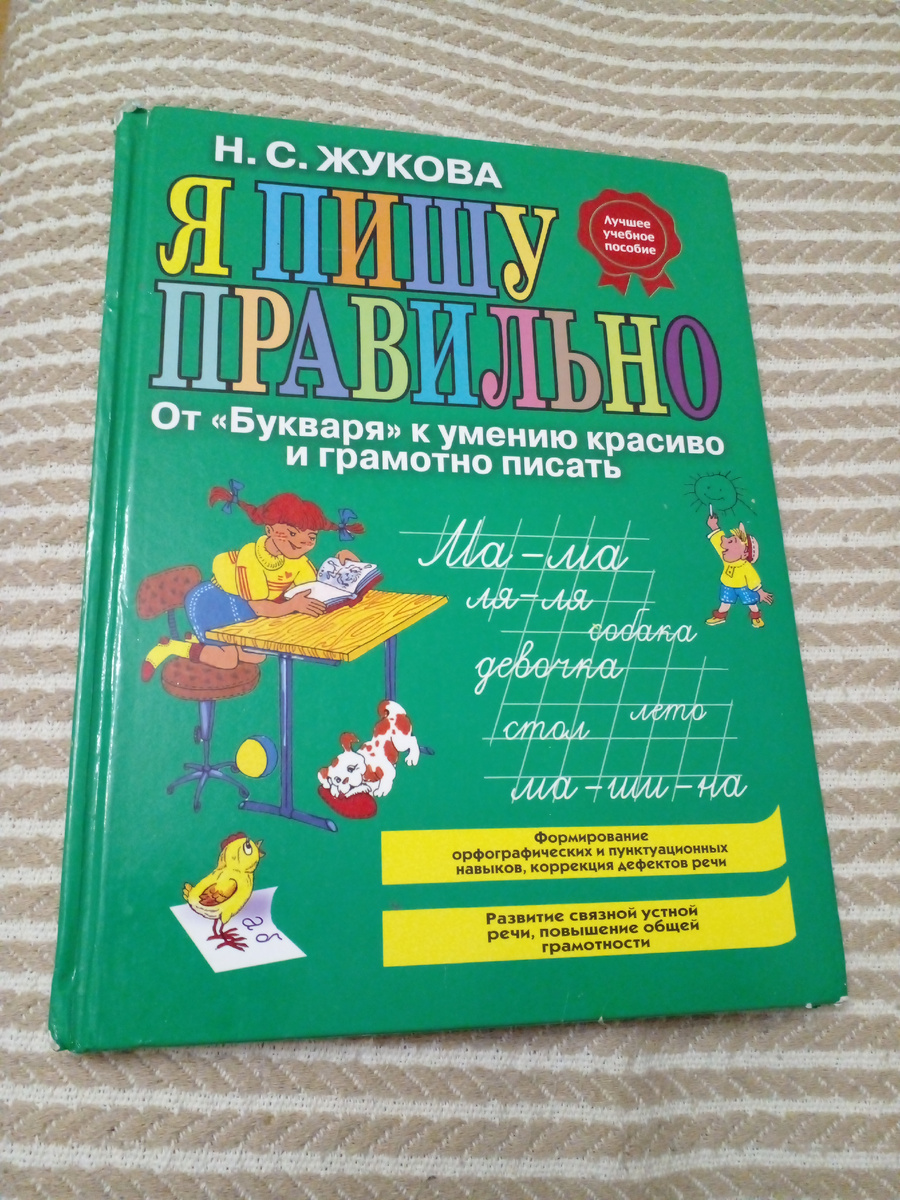 Н. С. ЖУКОВА
Я ПИШУ
ПРАВИЛЬНО
Лучшее
учебное
пособие
От «Букваря» к умению красиво
и грамотно писать
Ма-ма
ля-ля
собака
девочка
лето
стол
ма-ши-на
Формирование
орфографических и пунктуационных
навыков, коррекция дефектов речи
Развитие связной устной
речи, повышение общей
грамотности
а б